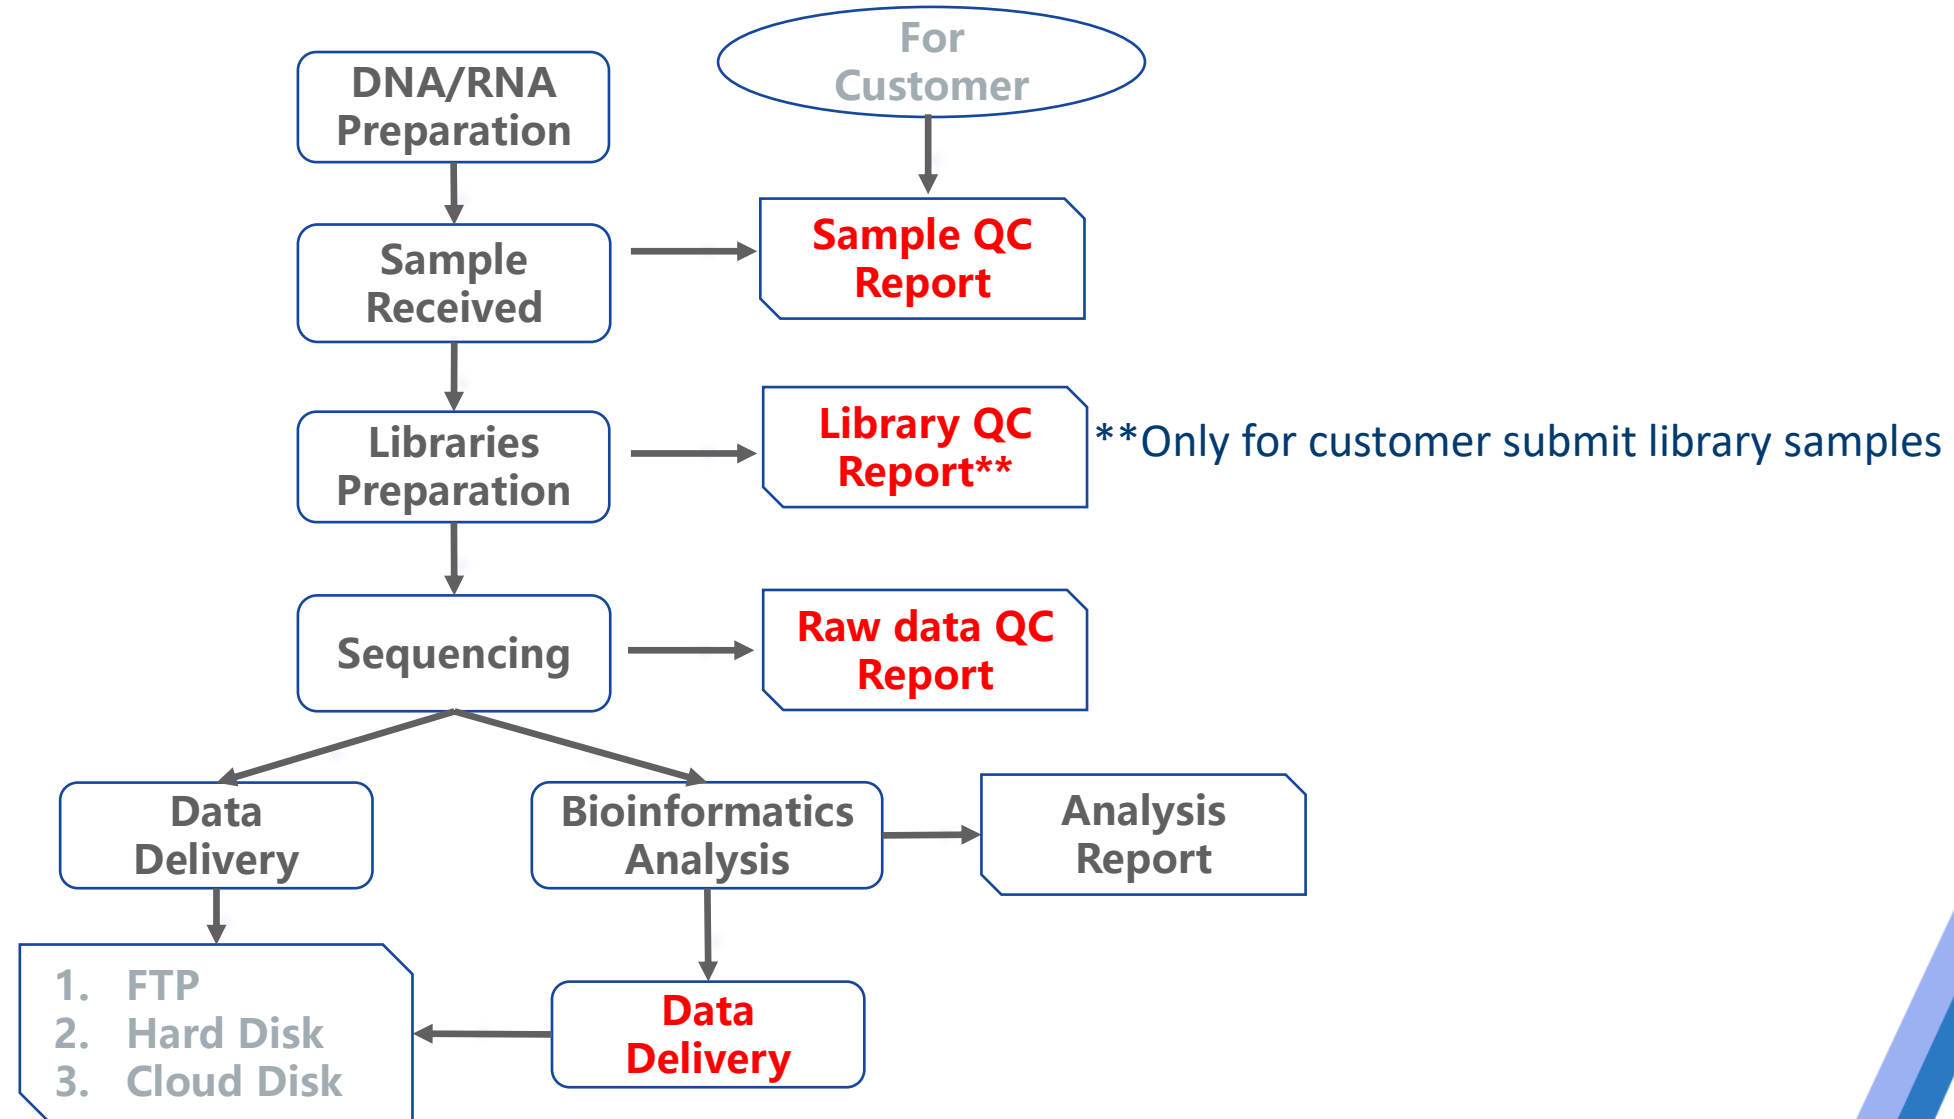 For
Customer
DNA/RNA
Preparation
Sample
Received
Sample QC
Report
Libraries
Preparation
Library QC
Report**
**Only for customer submit library samples
Sequencing
Raw data QC
Report
Data
Delivery
Bioinformatics
Analysis
Analysis
Report
1. FTP
2. Hard Disk
3. Cloud Disk
Data
Delivery